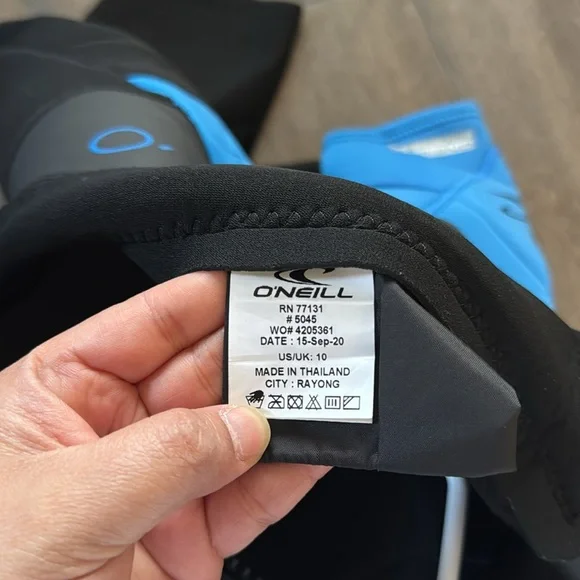 O'NEILL
RN 77131
# 5045
WO# 4205361
DATE : 15-Sep-20
US/UK: 10
MADE IN THAILAND
CITY : RAYONG